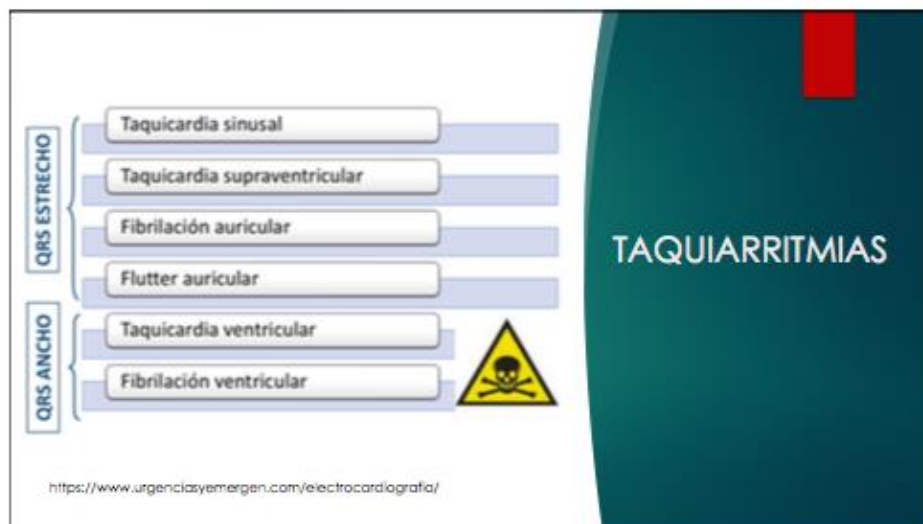 QRS ESTRECHO
Taquicardia sinusal
Taquicardia supraventricular
Fibrilación auricular
Flutter auricular
QRS ANCHO
Taquicardia ventricular
Fibrilación ventricular
TAQUIARRITMIAS
https://www.urgenciasyemergen.com/electrocardiografia/